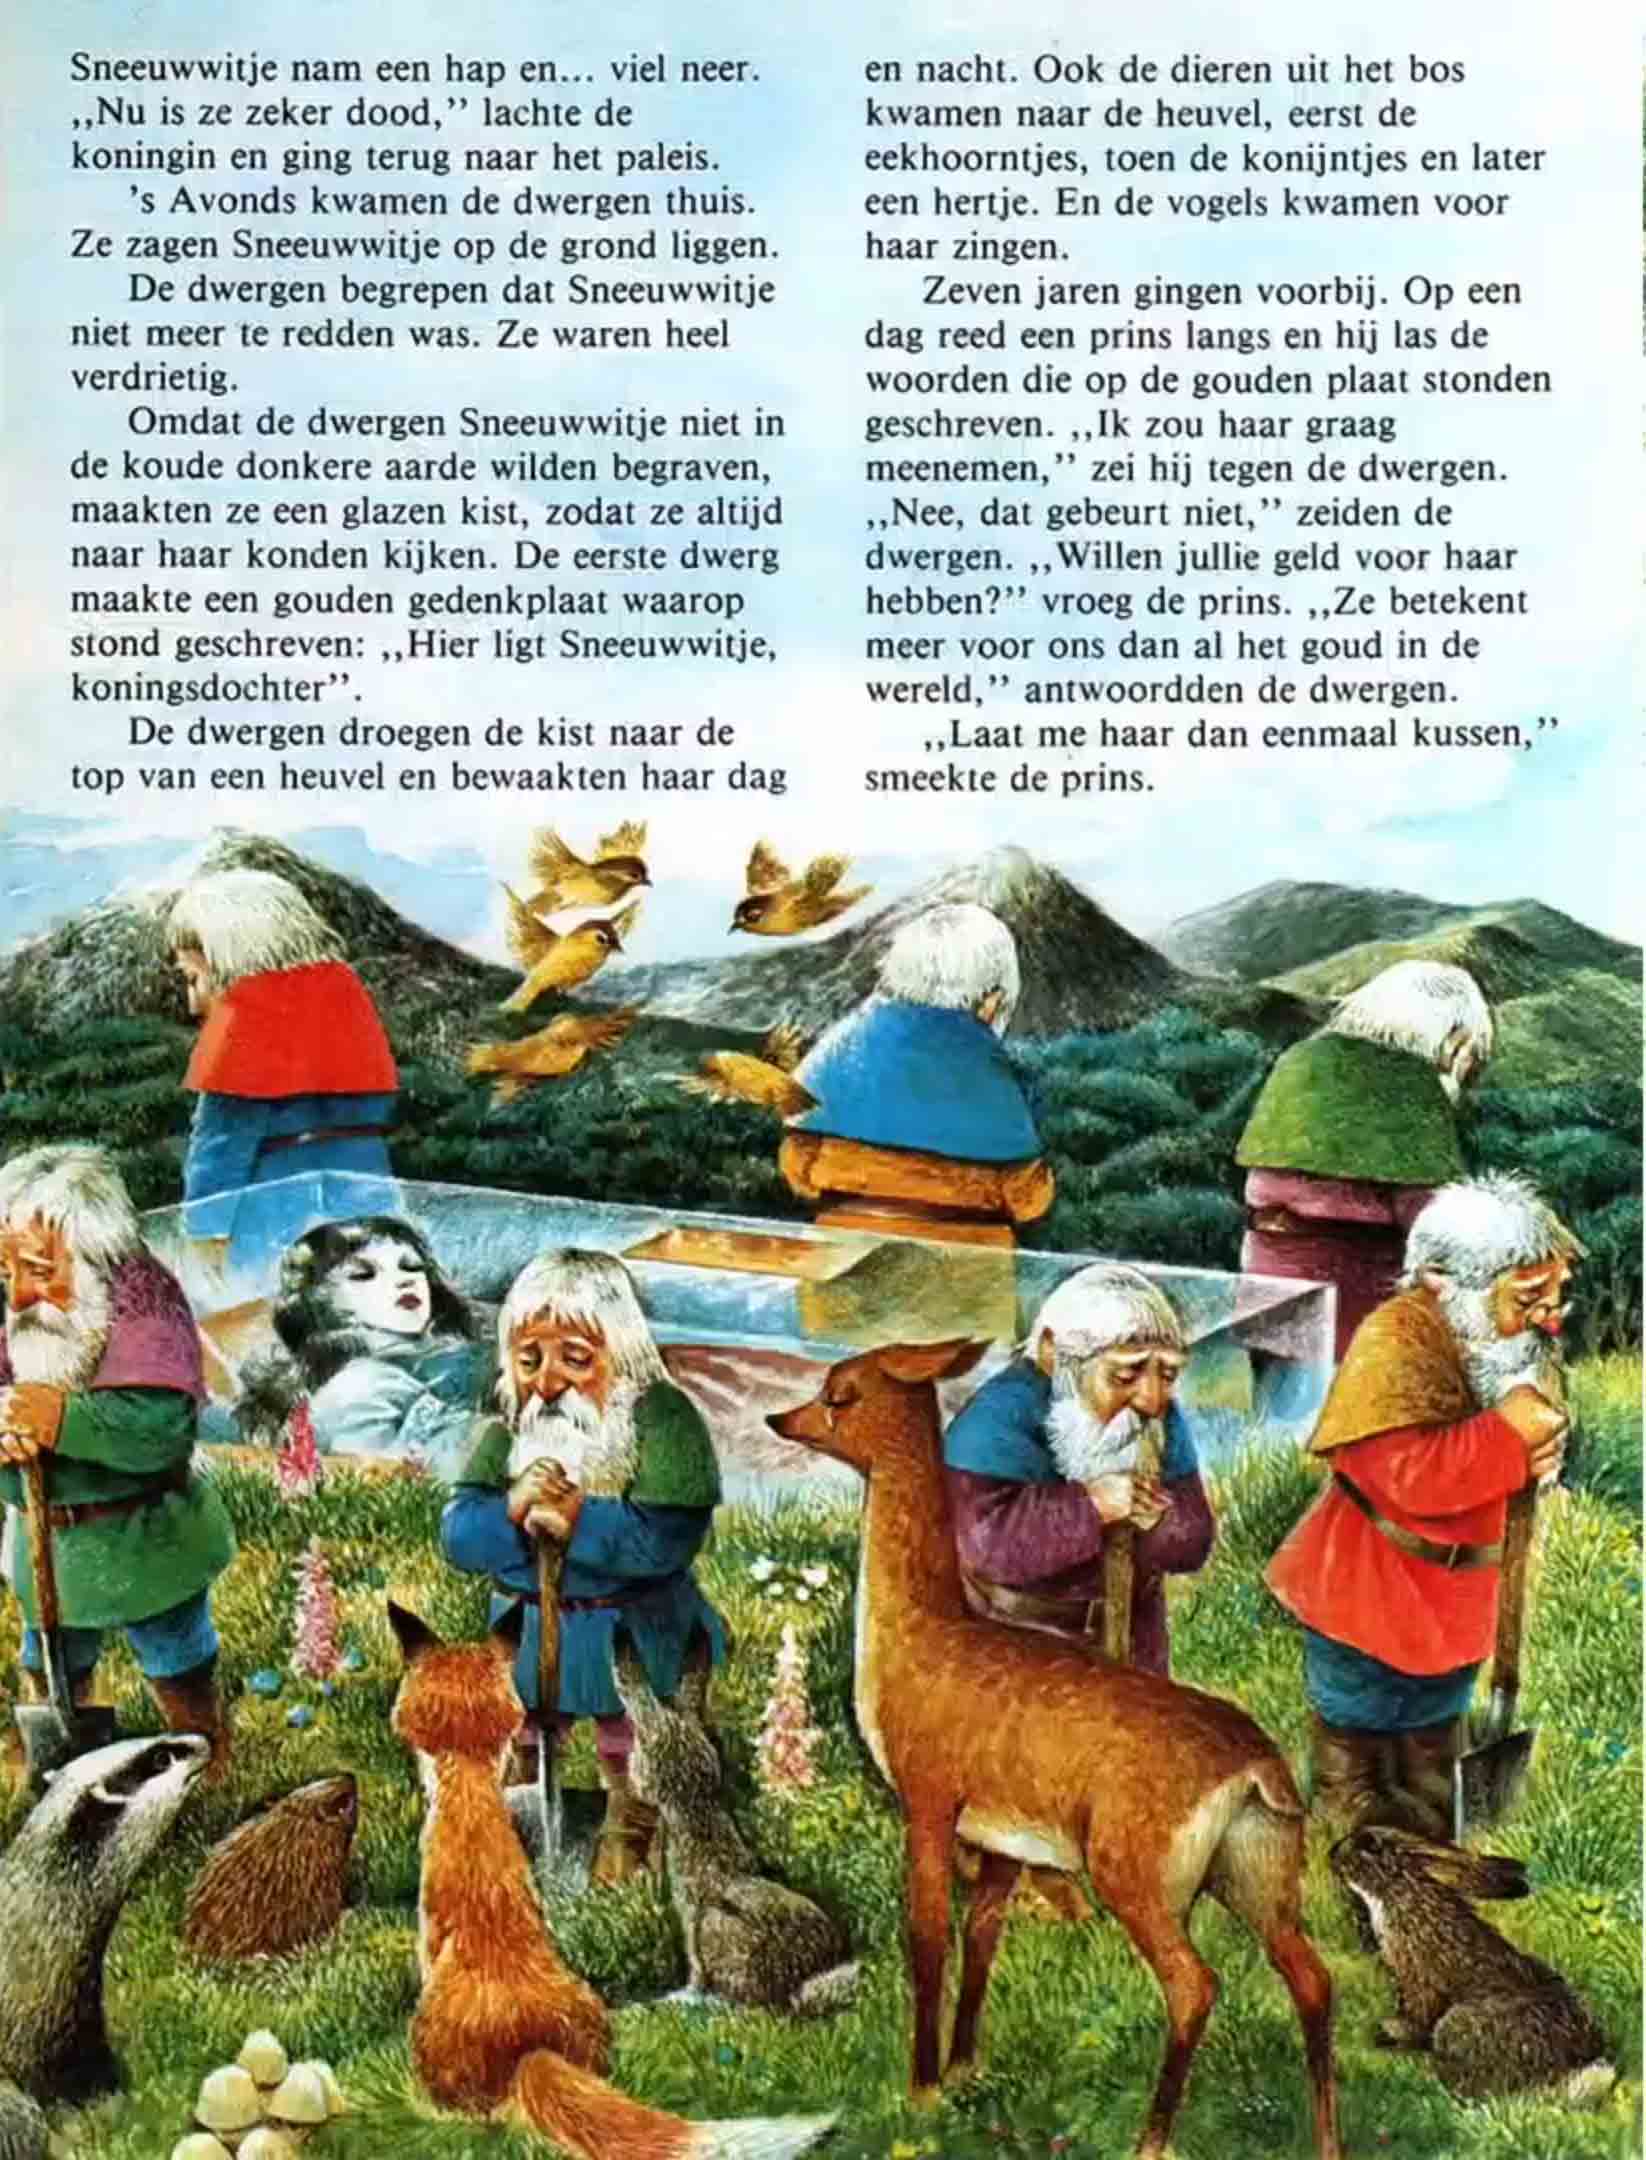 Sneeuwwitje nam een hap en... viel neer.
,,Nu is ze zeker dood,'' lachte de
koningin en ging terug naar het paleis.
's Avonds kwamen de dwergen thuis.
Ze zagen Sneeuwwitje op de grond liggen.
De dwergen begrepen dat Sneeuwwitje
niet meer te redden was. Ze waren heel
verdrietig.
Omdat de dwergen Sneeuwwitje niet in
de koude donkere aarde wilden begraven,
maakten ze een glazen kist, zodat ze altijd
naar haar konden kijken. De eerste dwerg
maakte een gouden gedenkplaat waarop
stond geschreven: ,,Hier ligt Sneeuwwitje,
koningsdochter''.
De dwergen droegen de kist naar de
top van een heuvel en bewaakten haar dag
en nacht. Ook de dieren uit het bos
kwamen naar de heuvel, eerst de
eekhoorntjes, toen de konijntjes en later
een hertje. En de vogels kwamen voor
haar zingen.
Zeven jaren gingen voorbij. Op een
dag reed een prins langs en hij las de
woorden die op de gouden plaat stonden
geschreven. ,,Ik zou haar graag
meenemen,'' zei hij tegen de dwergen.
,,Nee, dat gebeurt niet,'' zeiden de
dwergen. ,,Willen jullie geld voor haar
hebben?'' vroeg de prins. ,,Ze betekent
meer voor ons dan al het goud in de
wereld,'' antwoordden de dwergen.
,,Laat me haar dan eenmaal kussen,''
smeekte de prins.